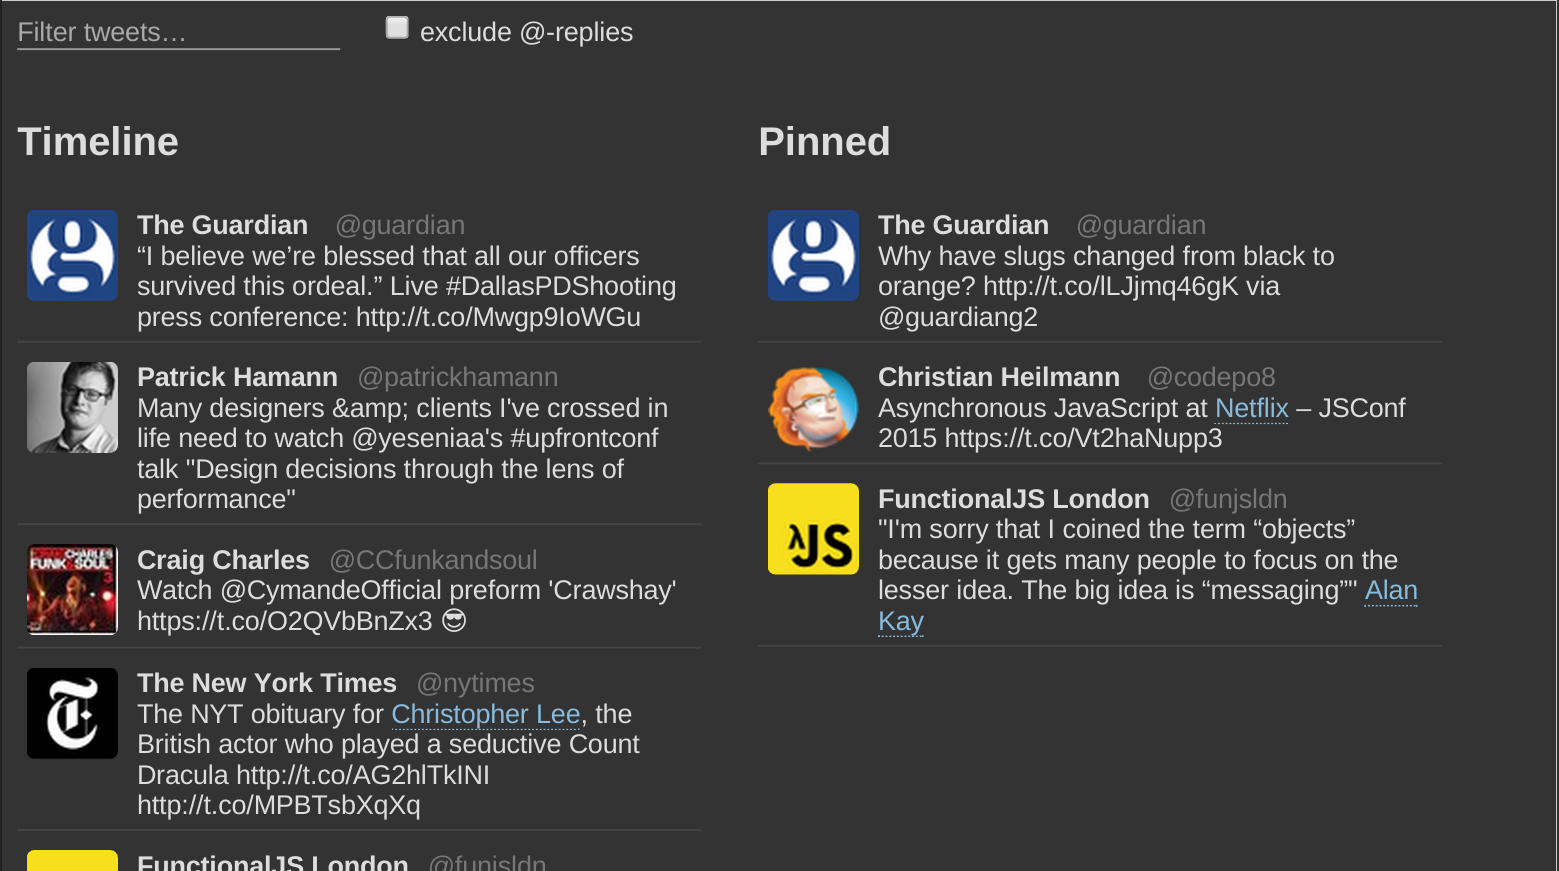 Filter tweets…
exclude @-replies
Timeline
The Guardian @guardian
“I believe we’re blessed that all our officers
survived this ordeal.” Live #DallasPDShooting
press conference: http://t.co/Mwgp9IoWGu
Patrick Hamann @patrickhamann
Many designers &amp; clients I've crossed in
life need to watch @yeseniaa's #upfrontconf
talk "Design decisions through the lens of
performance"
CHARLES
FUNK & SOUL
3
Craig Charles @CCfunkandsoul
Watch @CymandeOfficial preform 'Crawshay'
https://t.co/O2QVbBnZx3 😎
The New York Times @nytimes
The NYT obituary for Christopher Lee, the
British actor who played a seductive Count
Dracula http://t.co/AG2hlTkINI
http://t.co/MPBTsbXqXq
FunctionalJS London @funjsldn
Pinned
The Guardian @guardian
Why have slugs changed from black to
orange? http://t.co/lLJjmq46gK via
@guardiang2
Christian Heilmann @codepo8
Asynchronous JavaScript at Netflix – JSConf
2015 https://t.co/Vt2haNupp3
λJS
FunctionalJS London @funjsldn
"I'm sorry that I coined the term “objects”
because it gets many people to focus on the
lesser idea. The big idea is “messaging”" Alan
Kay